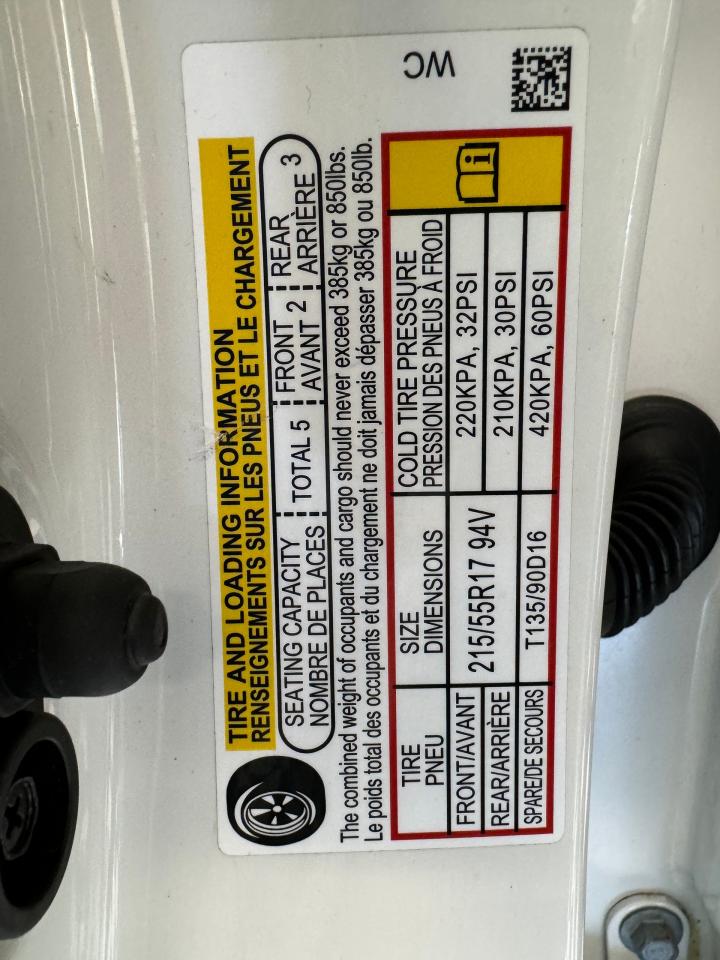 TIRE AND LOADING INFORMATION
RENSEIGNEMENTS SUR LES PNEUS ET LE CHARGEMENT
SEATING CAPACITY TOTAL 5 FRONT 2 REAR 3
NOMBRE DE PLACES AVANT ARRIÈRE
The combined weight of occupants and cargo should never exceed 385kg or 850lbs.
Le poids total des occupants et du chargement ne doit jamais dépasser 385kg ou 850lb.
TIRE SIZE COLD TIRE PRESSURE
PNEU DIMENSIONS PRESSION DES PNEUS À FROID
FRONT/AVANT 215/55R17 94V 220KPA, 32PSI
REAR/ARRIÈRE 210KPA, 30PSI
SPARE/DE SECOURS T135/90D16 420KPA, 60PSI
WC